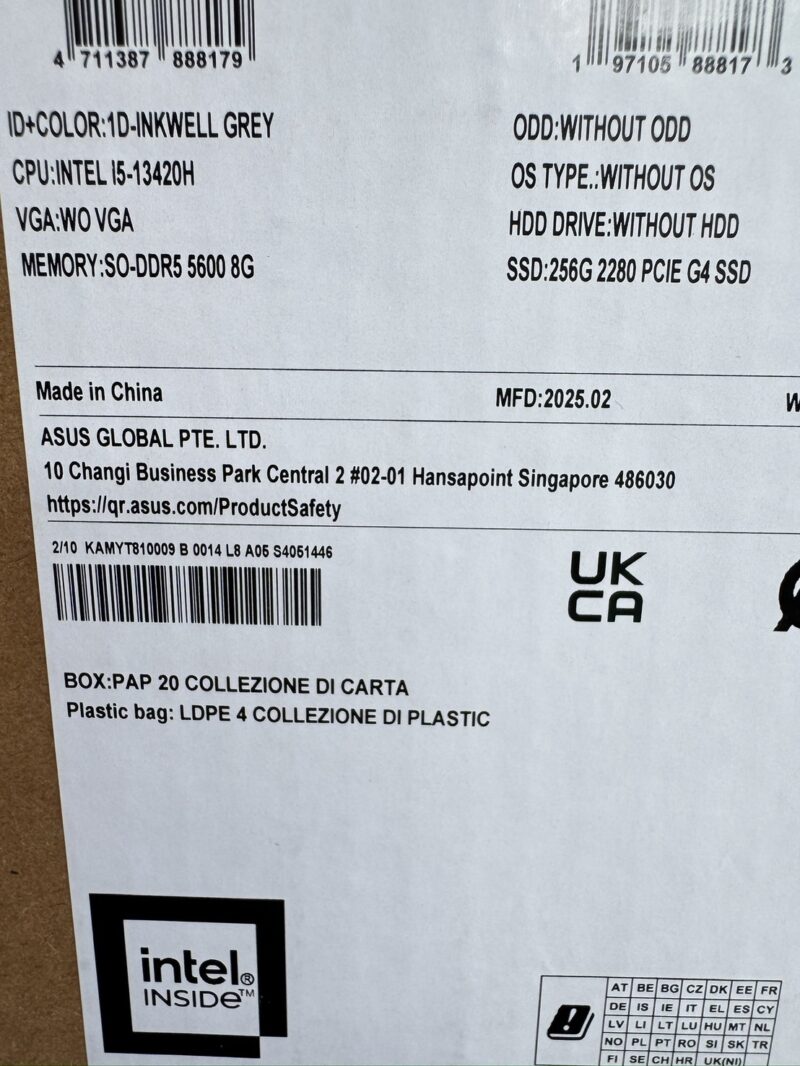 4 711387 888179
1 97105 88817 3
ID+COLOR:1D-INKWELL GREY
CPU:INTEL I5-13420H
VGA:WO VGA
MEMORY:SO-DDR5 5600 8G
ODD:WITHOUT ODD
OS TYPE.:WITHOUT OS
HDD DRIVE:WITHOUT HDD
SSD:256G 2280 PCIE G4 SSD
Made in China
MFD:2025.02
W
ASUS GLOBAL PTE. LTD.
10 Changi Business Park Central 2 #02-01 Hansapoint Singapore 486030
https://qr.asus.com/ProductSafety
2/10 KAMYT810009 B 0014 L8 A05 S4051446
UK
CA
BOX:PAP 20 COLLEZIONE DI CARTA
Plastic bag: LDPE 4 COLLEZIONE DI PLASTIC
intel®
INSIDE™
AT BE BG CZ DK EE FR
DE IS IE IT EL ES CY
LV LI LT LU HU MT NL
NO PL PT RO SI SK TR
FI SE CH HR UK(NI)